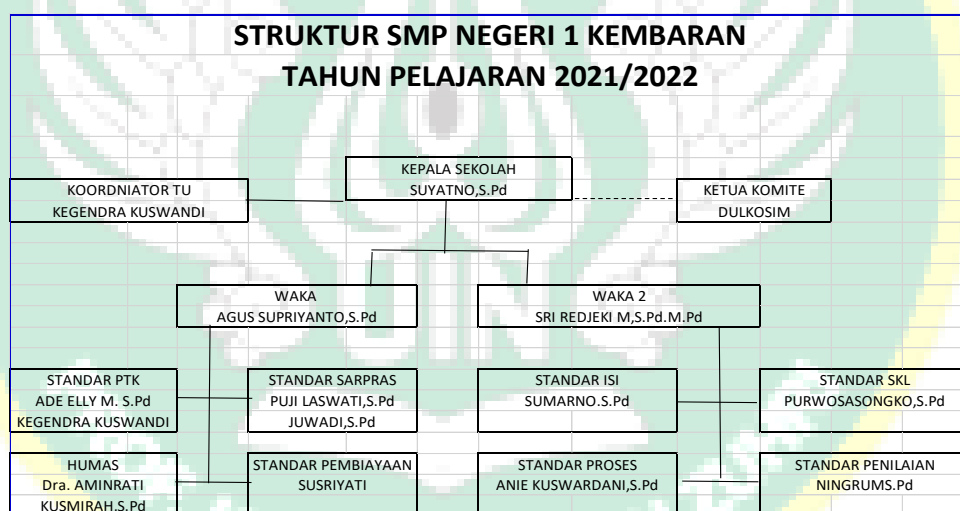 STRUKTUR SMP NEGERI 1 KEMBARAN
TAHUN PELAJARAN 2021/2022
KEPALA SEKOLAH
SUYATNO,S.Pd
KOORDNIATOR TU
KEGENDRA KUSWANDI
KETUA KOMITE
DULKOSIM
WAKA
AGUS SUPRIYANTO,S.Pd
WAKA 2
SRI REDJEKI M,S.Pd.M.Pd
STANDAR PTK
ADE ELLY M. S.Pd
KEGENDRA KUSWANDI
STANDAR SARPRAS
PUJI LASWATI,S.Pd
JUWADI,S.Pd
STANDAR ISI
SUMARNO.S.Pd
STANDAR SKL
PURWOSASONGKO,S.Pd
HUMAS
Dra. AMINRATI
KUSMIRAH,S.Pd
STANDAR PEMBIAYAAN
SUSRIYATI
STANDAR PROSES
ANIE KUSWARDANI,S.Pd
STANDAR PENILAIAN
NINGRUMS.Pd
UIN